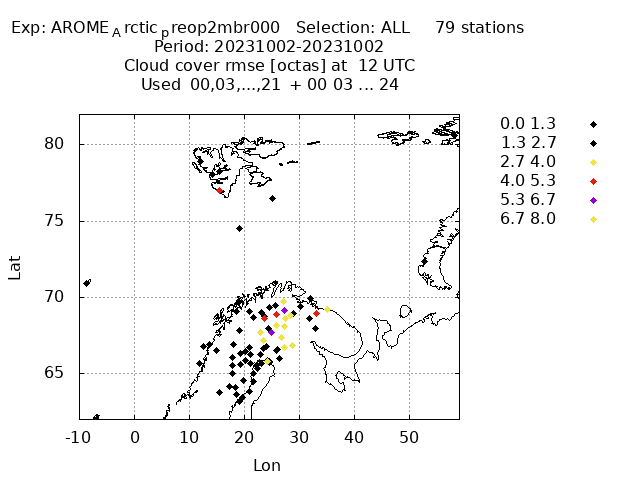 Exp: AROME_Arctic_preop2mbr000   Selection: ALL     79 stations
Period: 20231002-20231002
Cloud cover rmse [octas] at  12 UTC
Used  00,03,...,21  + 00 03 ... 24
0.0 1.3
1.3 2.7
2.7 4.0
4.0 5.3
5.3 6.7
6.7 8.0
80
75
70
65
Lat
-10 0 10 20 30 40 50
Lon